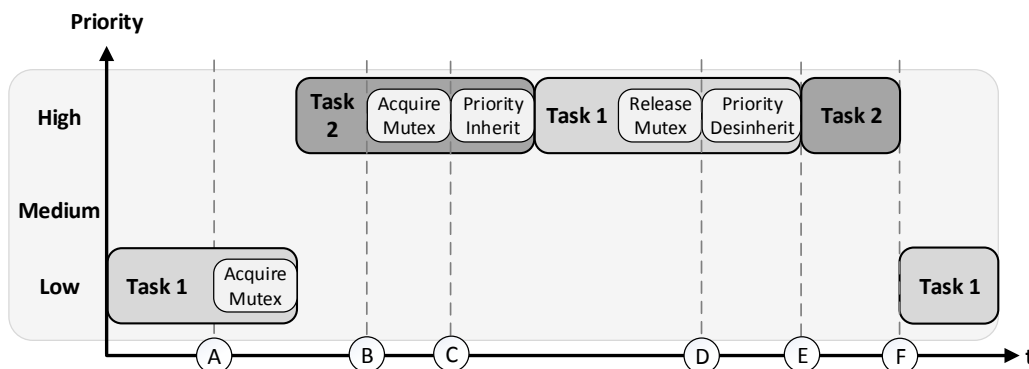 Priority
High
Task
2
Acquire
Mutex
Priority
Inherit
Task 1
Release
Mutex
Priority
Desinherit
Task 2
Medium
Low
Task 1
Acquire
Mutex
Task 1
A
B
C
D
E
F
t